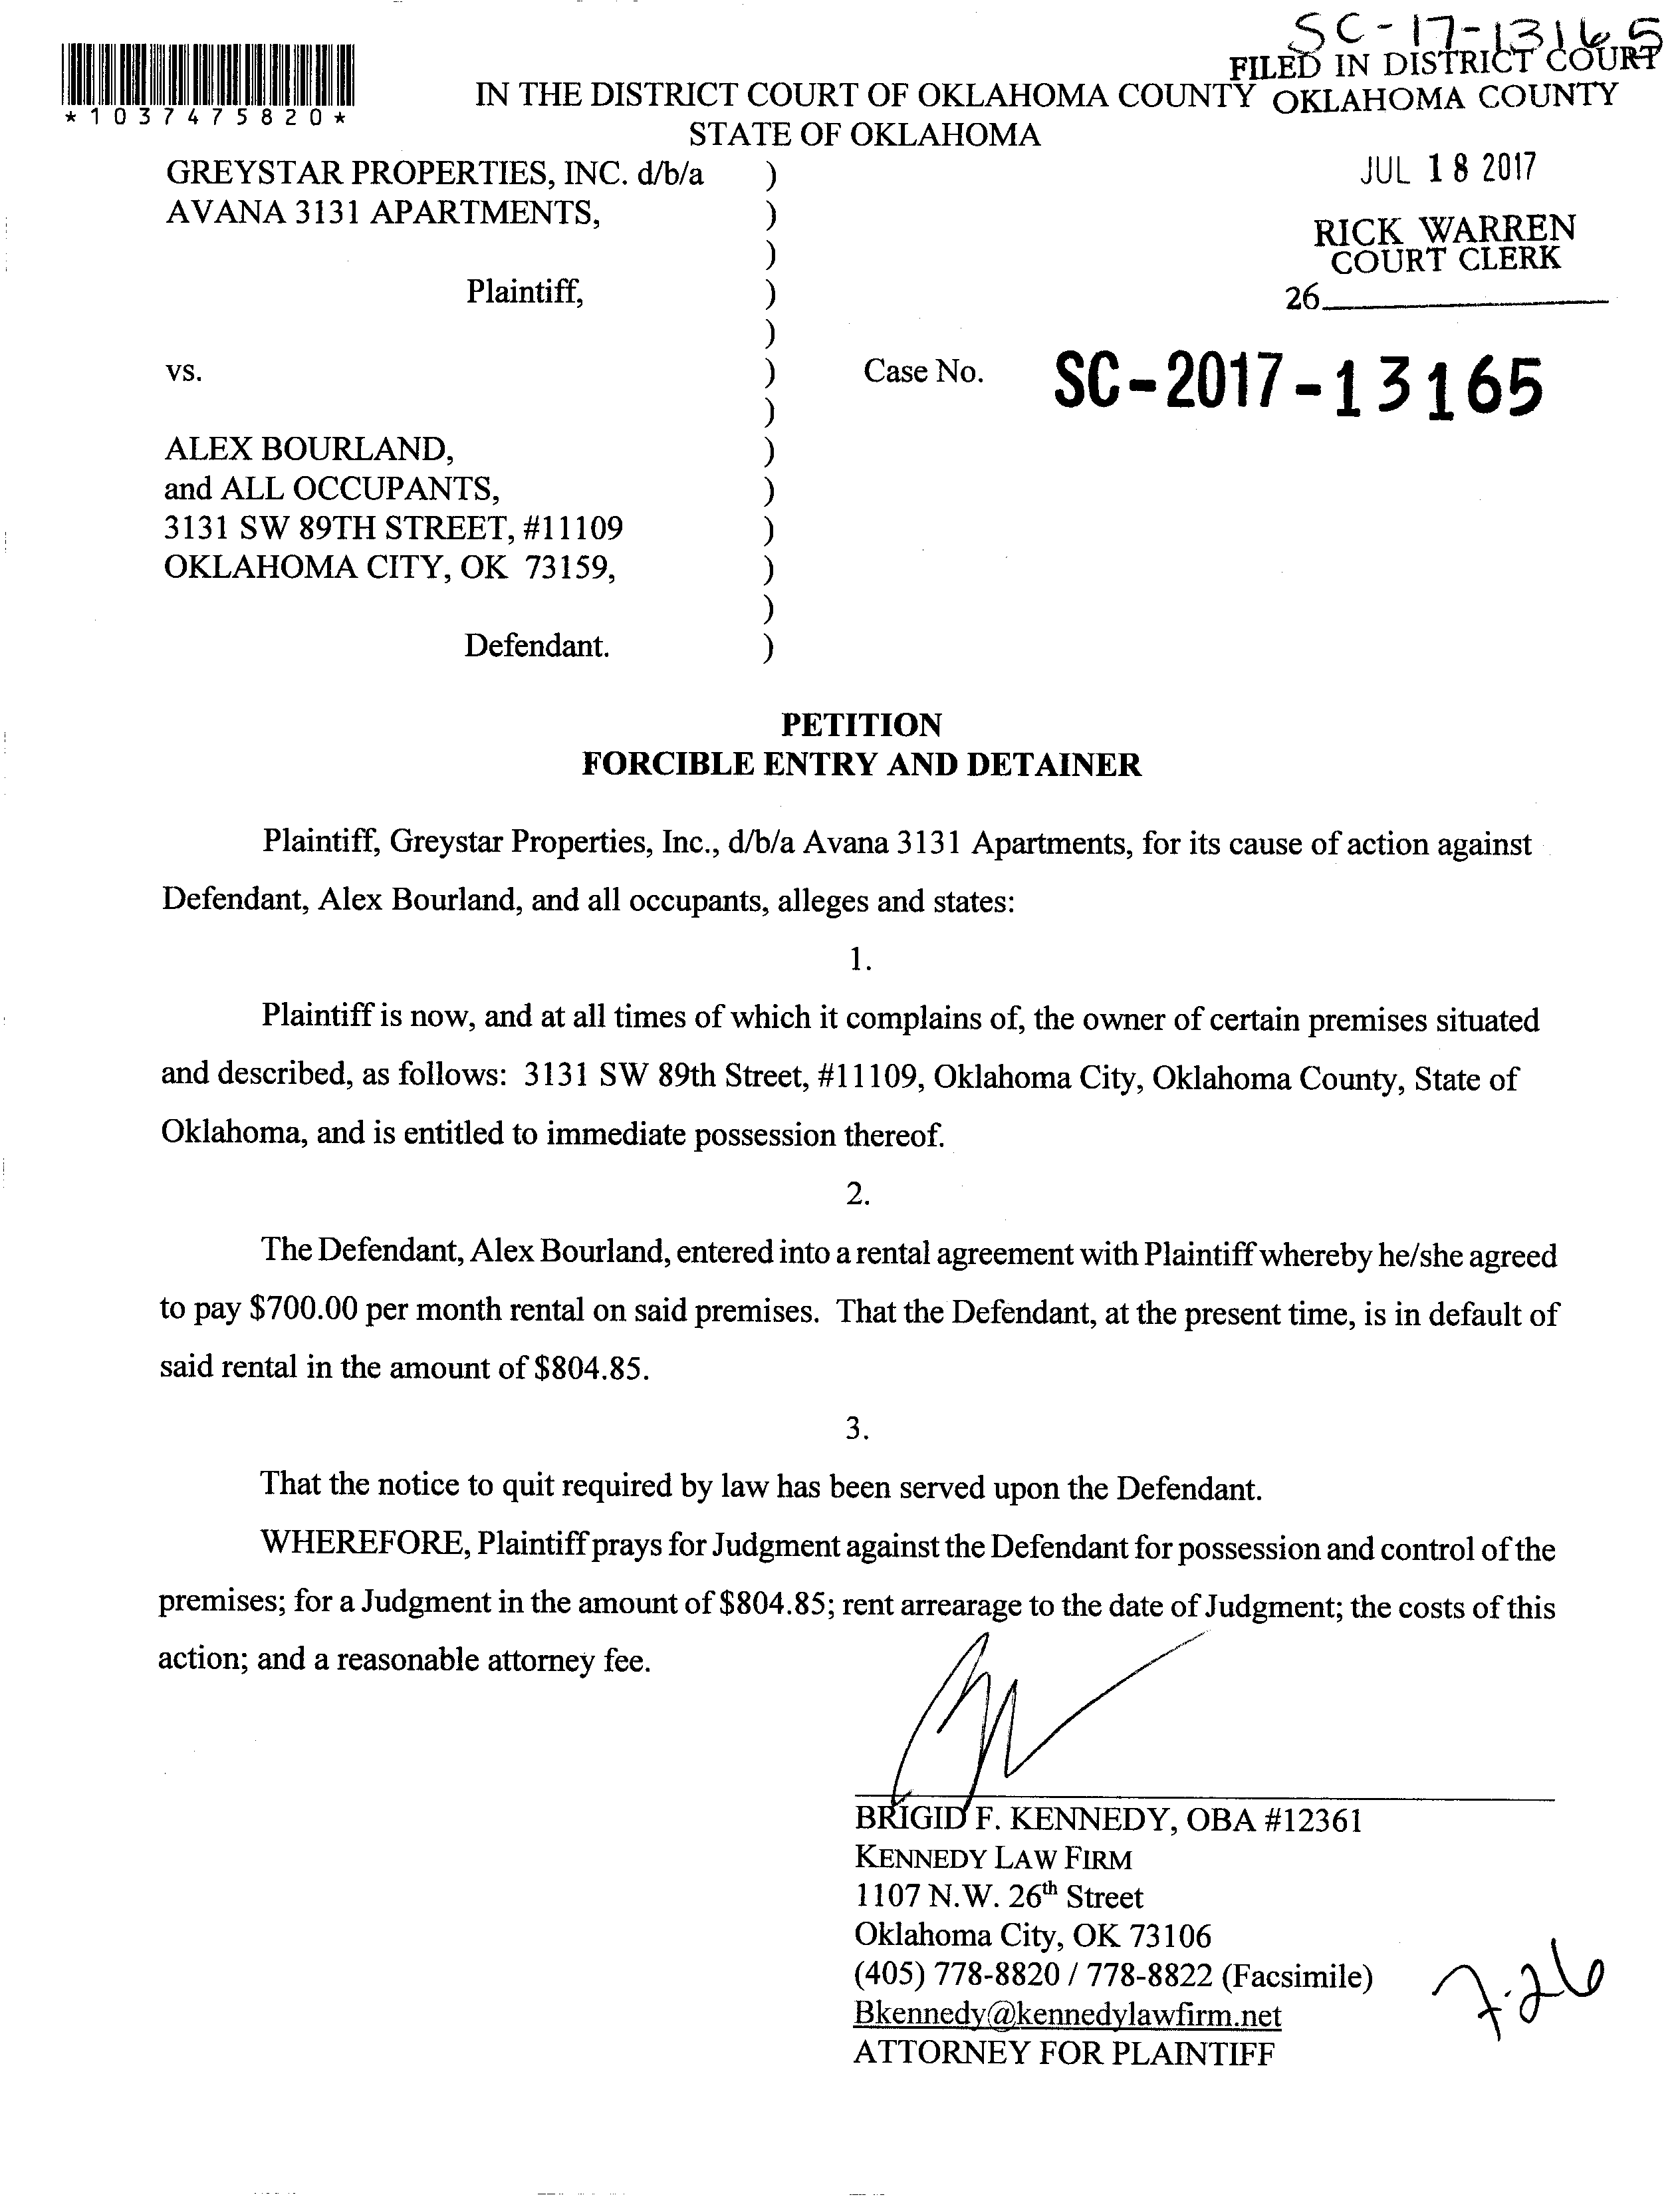 SC-17-13165
FILED IN DISTRICT COURT
OKLAHOMA COUNTY
*1037475820*
IN THE DISTRICT COURT OF OKLAHOMA COUNTY
STATE OF OKLAHOMA
JUL 18 2017
RICK WARREN
COURT CLERK
26
GREYSTAR PROPERTIES, INC. d/b/a )
AVANA 3131 APARTMENTS, )
)
Plaintiff, )
)
vs. ) Case No. SC-2017-13165
)
ALEX BOURLAND, )
and ALL OCCUPANTS, )
3131 SW 89TH STREET, #11109 )
OKLAHOMA CITY, OK 73159, )
)
Defendant. )
PETITION
FORCIBLE ENTRY AND DETAINER
Plaintiff, Greystar Properties, Inc., d/b/a Avana 3131 Apartments, for its cause of action against
Defendant, Alex Bourland, and all occupants, alleges and states:
1.
Plaintiff is now, and at all times of which it complains of, the owner of certain premises situated
and described, as follows: 3131 SW 89th Street, #11109, Oklahoma City, Oklahoma County, State of
Oklahoma, and is entitled to immediate possession thereof.
2.
The Defendant, Alex Bourland, entered into a rental agreement with Plaintiff whereby he/she agreed
to pay $700.00 per month rental on said premises. That the Defendant, at the present time, is in default of
said rental in the amount of $804.85.
3.
That the notice to quit required by law has been served upon the Defendant.
WHEREFORE, Plaintiff prays for Judgment against the Defendant for possession and control of the
premises; for a Judgment in the amount of $804.85; rent arrearage to the date of Judgment; the costs of this
action; and a reasonable attorney fee.
BRIGID F. KENNEDY, OBA #12361
KENNEDY LAW FIRM
1107 N.W. 26th Street
Oklahoma City, OK 73106
(405) 778-8820 / 778-8822 (Facsimile)
Bkennedy@kennedylawfirm.net
ATTORNEY FOR PLAINTIFF
7.26